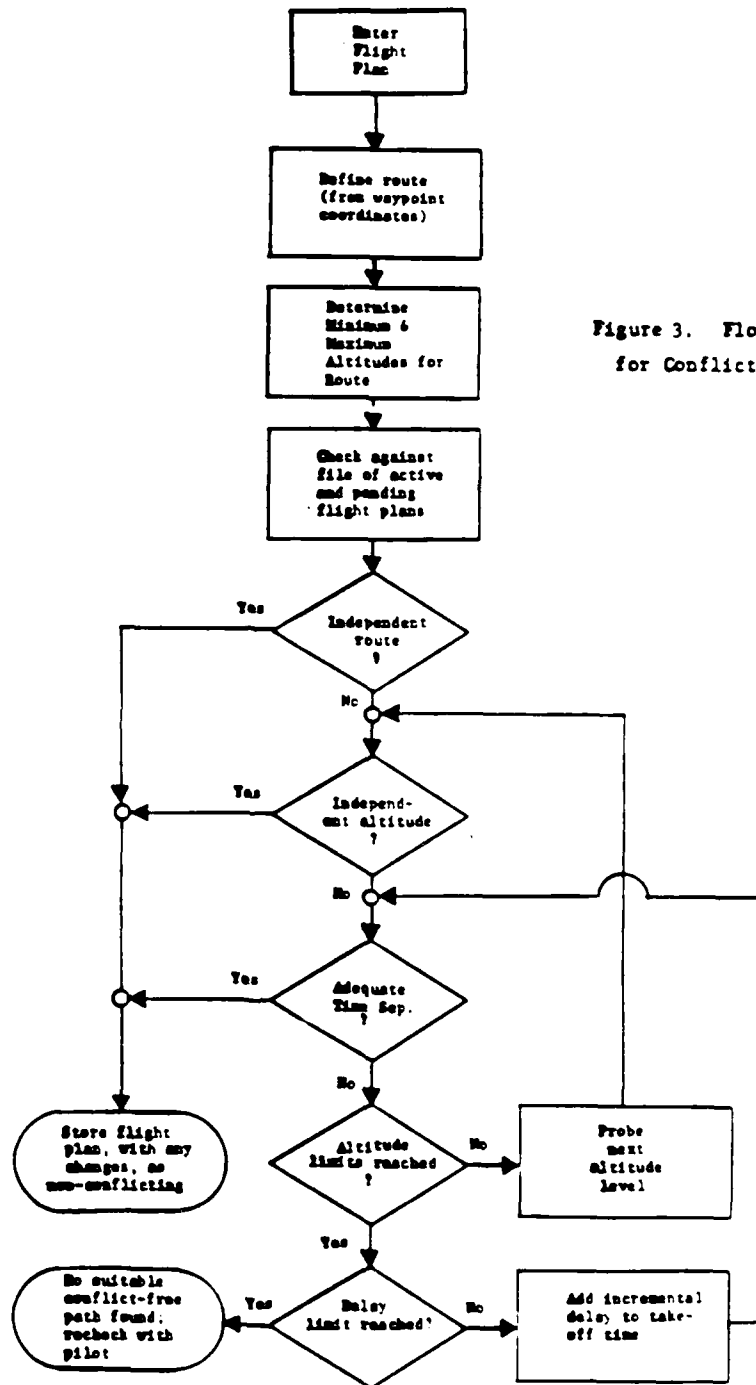 Enter
Flight
Plan
Define route
(from waypoint
coordinates)
Determine
Minimum &
Maximum
Altitudes for
Route
Figure 3. Flo
for Conflict
Check against
file of active
and pending
flight plans
Yes
Independent
route
?
No
Yes
Independ-
ent altitude
?
No
Yes
Adequate
Time Sep.
?
No
Store flight
plan, with any
changes, as
non-conflicting
Altitude
limits reached
?
No
Probe
next
altitude
level
Yes
No suitable
conflict-free
path found;
recheck with
pilot
Yes
Delay
limit reached?
No
Add incremental
delay to take-
off time